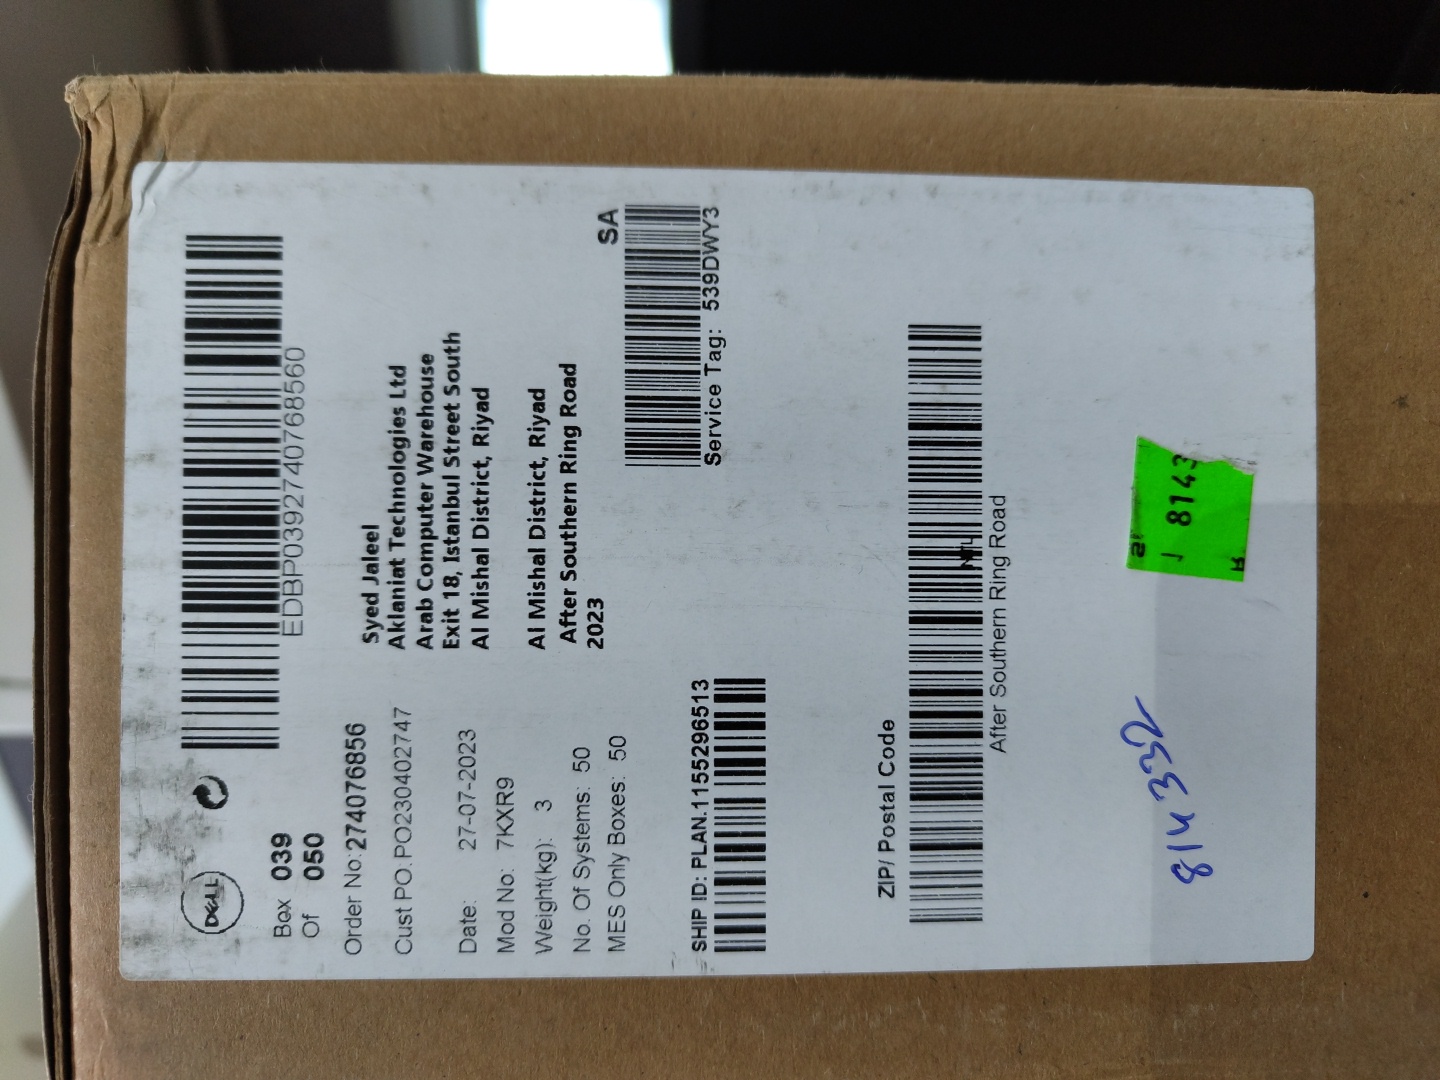 DELL
EDBP0392740768560
Box 039
Of 050
Order No:274076856
Cust PO:PO230402747
Date: 27-07-2023
Mod No: 7KXR9
Weight(kg): 3
No. Of Systems: 50
MES Only Boxes: 50
Syed Jaleel
Aklaniat Technologies Ltd
Arab Computer Warehouse
Exit 18, Istanbul Street South
Al Mishal District, Riyad
Al Mishal District, Riyad
After Southern Ring Road
2023
SA
Service Tag: 539DWY3
SHIP ID: PLAN.1155296513
ZIP/ Postal Code
After Southern Ring Road
J 8143